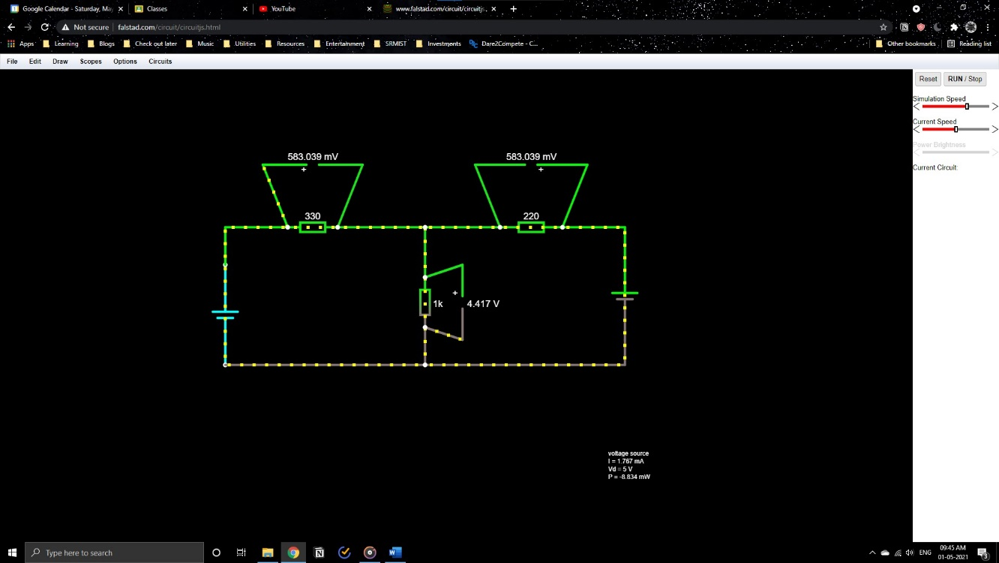 Google Calendar - Saturday, May
Classes
YouTube
www.falstad.com/circuit/circuitjs.
Not secure
falstad.com/circuit/circuitjs.html
Apps
Learning
Blogs
Check out later
Music
Utilities
Resources
Entertainment
SRMIST
Investments
Dare2Compete - C...
Other bookmarks
Reading list
File Edit Draw Scopes Options Circuits
Reset
RUN / Stop
Simulation Speed
Current Speed
Power Brightness
Current Circuit:
583.039 mV
+
583.039 mV
+
330
220
+
1k
4.417 V
voltage source
I = 1.767 mA
Vd = 5 V
P = -8.834 mW
Type here to search
ENG
09:45 AM
01-05-2021
3